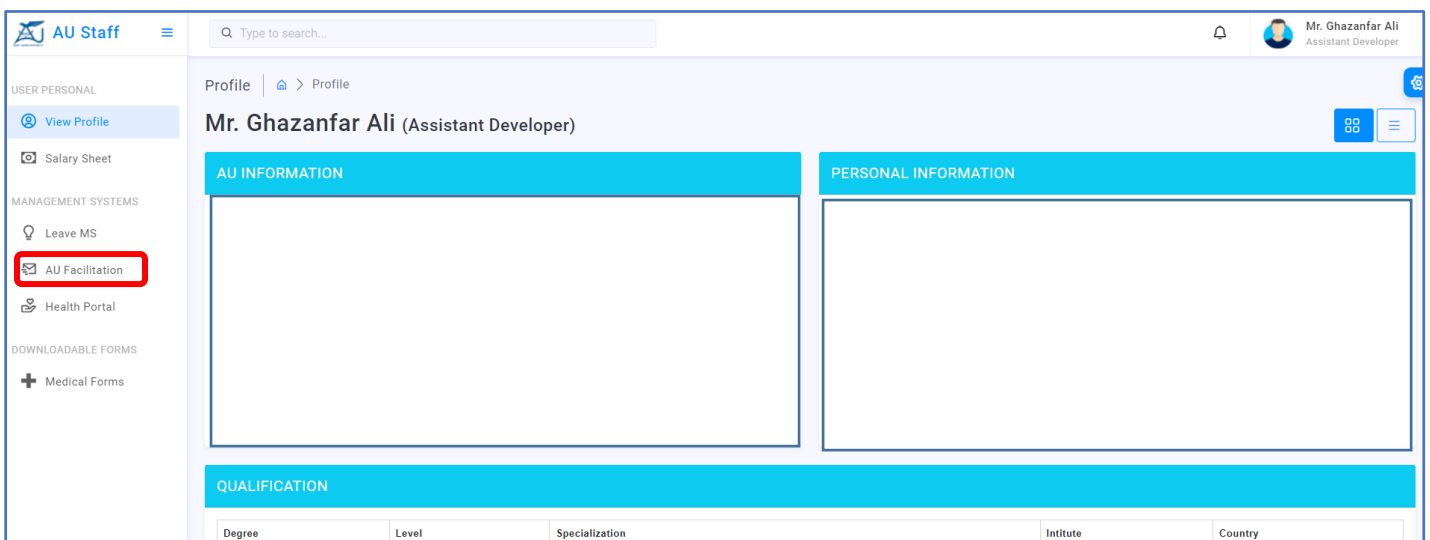 AU Staff
Type to search...
Mr. Ghazanfar Ali
Assistant Developer
USER PERSONAL
View Profile
Salary Sheet
MANAGEMENT SYSTEMS
Leave MS
AU Facilitation
Health Portal
DOWNLOADABLE FORMS
Medical Forms
Profile
> Profile
Mr. Ghazanfar Ali (Assistant Developer)
AU INFORMATION
PERSONAL INFORMATION
QUALIFICATION
Degree Level Specialization Intitute Country